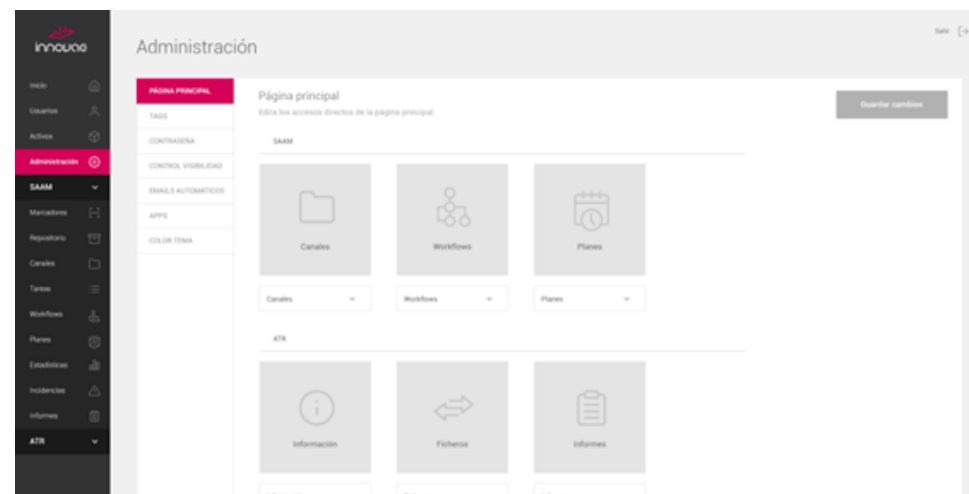 innovae
Salir
Administración
Inicio
Usuarios
Activos
Administración
SAAM
Marcadores
Repositorio
Canales
Tareas
Workflows
Planes
Estadísticas
Incidencias
Informes
ATR
PÁGINA PRINCIPAL
TAGS
CONTRASEÑA
CONTROL VISIBILIDAD
EMAILS AUTOMÁTICOS
APPS
COLOR TEMA
Página principal
Edita los accesos directos de la página principal.
Guardar cambios
SAAM
Canales
Workflows
Planes
Canales
Workflows
Planes
ATR
Información
Ficheros
Informes